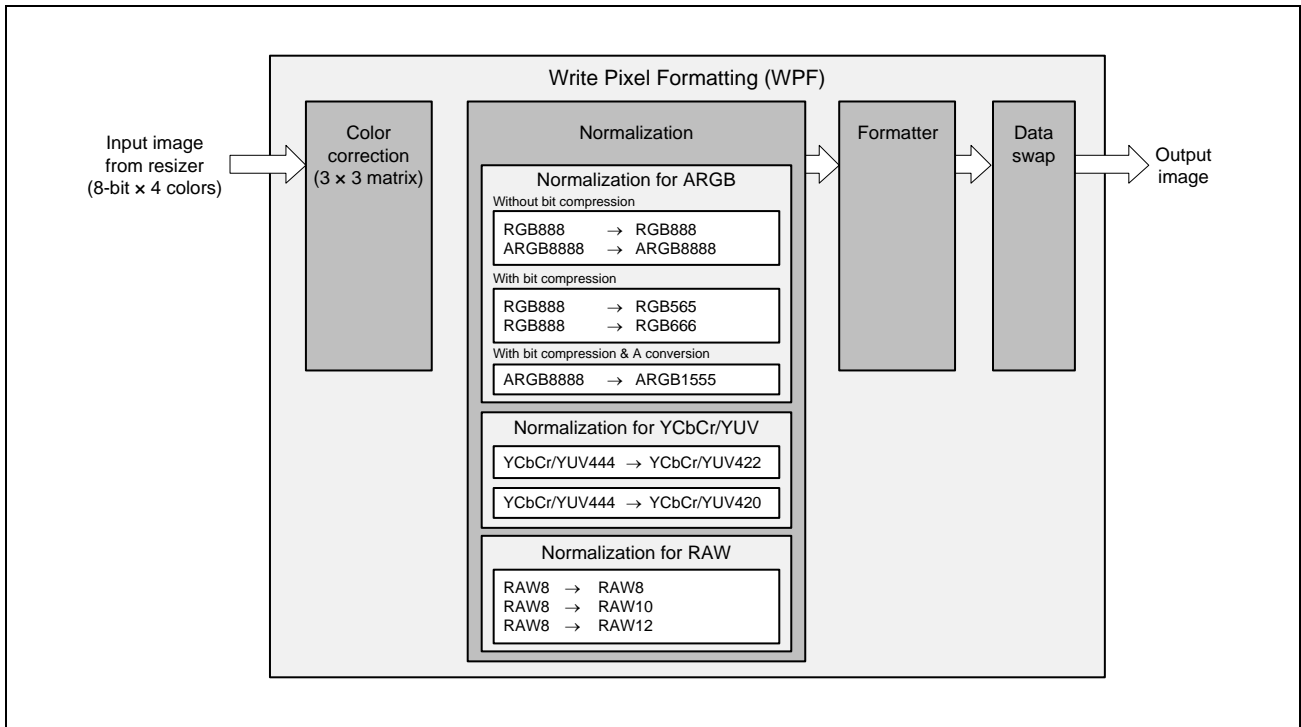 Write Pixel Formatting (WPF)
Input image
from resizer
(8-bit × 4 colors)
Color
correction
(3 × 3 matrix)
Normalization
Normalization for ARGB
Without bit compression
RGB888 → RGB888
ARGB8888 → ARGB8888
With bit compression
RGB888 → RGB565
RGB888 → RGB666
With bit compression & A conversion
ARGB8888 → ARGB1555
Normalization for YCbCr/YUV
YCbCr/YUV444 → YCbCr/YUV422
YCbCr/YUV444 → YCbCr/YUV420
Normalization for RAW
RAW8 → RAW8
RAW8 → RAW10
RAW8 → RAW12
Formatter
Data
swap
Output
image